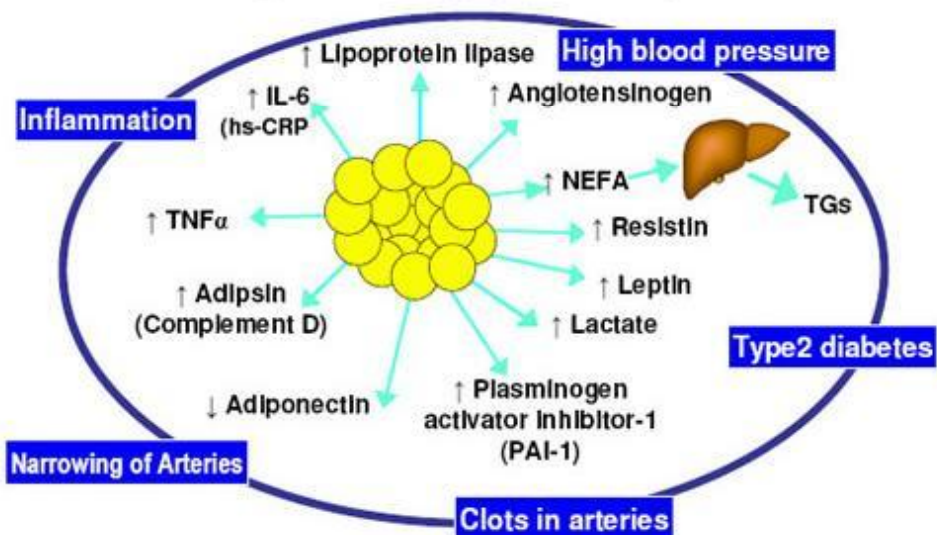 ↑ Lipoprotein lipase
High blood pressure
↑ IL-6
(hs-CRP
↑ Angiotensinogen
Inflammation
↑ NEFA
TGs
↑ TNFα
↑ Resistin
↑ Leptin
↑ Adipsin
(Complement D)
↑ Lactate
Type2 diabetes
↓ Adiponectin
↑ Plasminogen
activator inhibitor-1
(PAI-1)
Narrowing of Arteries
Clots in arteries